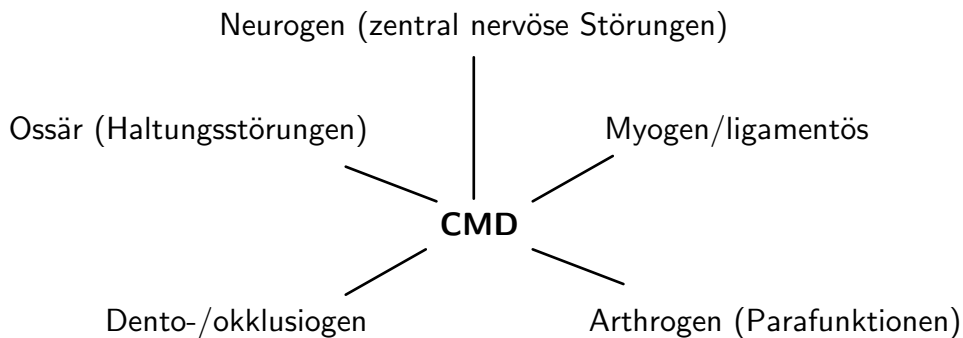 Neurogen (zentral nervöse Störungen)
Ossär (Haltungsstörungen)
Myogen/ligamentös
CMD
Dento-/okklusiogen
Arthrogen (Parafunktionen)